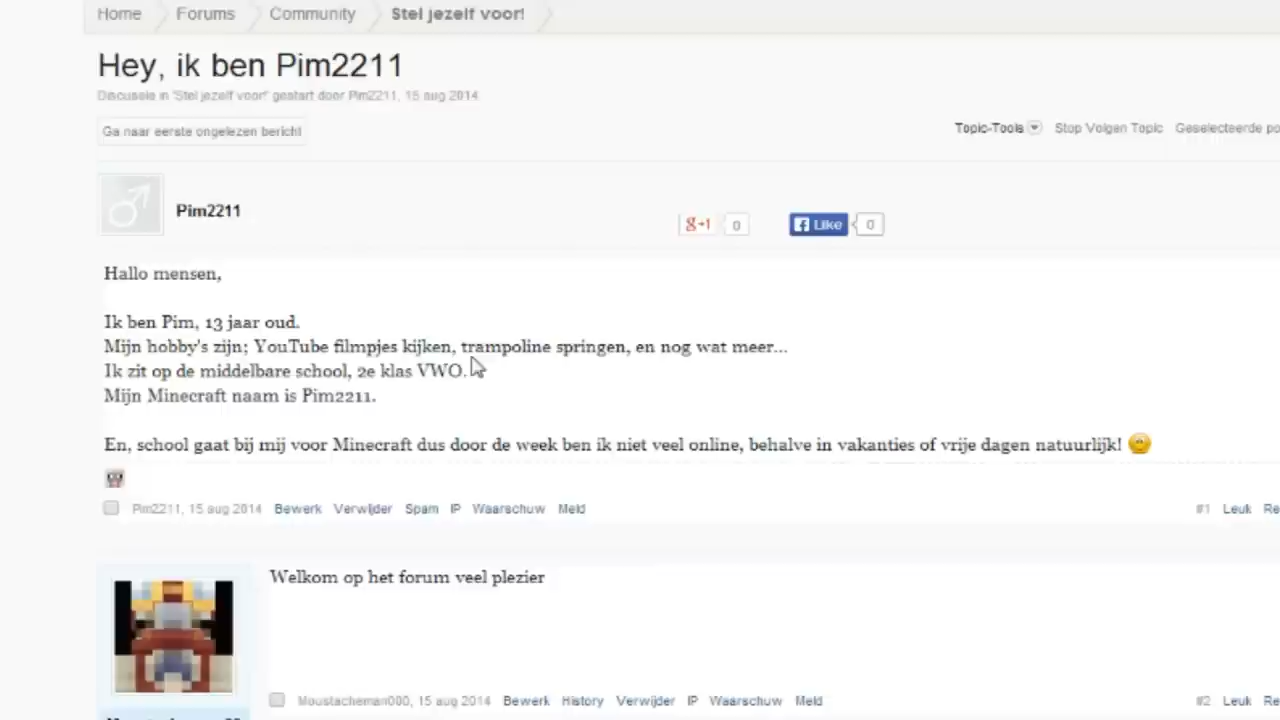 Home Forums Community Stel jezelf voor!
Hey, ik ben Pim2211
Discussie in 'Stel jezelf voor!' gestart door Pim2211, 15 aug 2014.
Ga naar eerste ongelezen bericht
Topic-Tools Stop Volgen Topic Geselecteerde po
Pim2211
g+1 0 Like 0
Hallo mensen,
Ik ben Pim, 13 jaar oud.
Mijn hobby's zijn; YouTube filmpjes kijken, trampoline springen, en nog wat meer...
Ik zit op de middelbare school, 2e klas VWO.
Mijn Minecraft naam is Pim2211.
En, school gaat bij mij voor Minecraft dus door de week ben ik niet veel online, behalve in vakanties of vrije dagen natuurlijk!
Pim2211, 15 aug 2014 Bewerk Verwijder Spam IP Waarschuw Meld #1 Leuk Re
Welkom op het forum veel plezier
Moustacheman000, 15 aug 2014 Bewerk History Verwijder IP Waarschuw Meld #2 Leuk Re